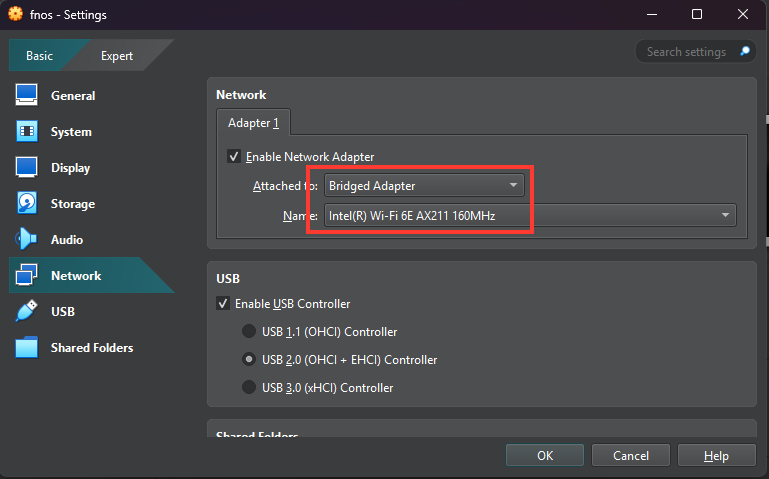 fnos - Settings
Basic
Expert
Search settings
General
System
Display
Storage
Audio
Network
USB
Shared Folders
Network
Adapter 1
Enable Network Adapter
Attached to: Bridged Adapter
Name: Intel(R) Wi-Fi 6E AX211 160MHz
USB
Enable USB Controller
USB 1.1 (OHCI) Controller
USB 2.0 (OHCI + EHCI) Controller
USB 3.0 (xHCI) Controller
Shared Folders
OK
Cancel
Help